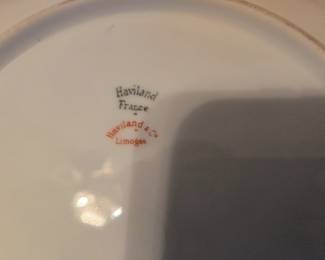 Haviland
France
Haviland & Co
Limoges